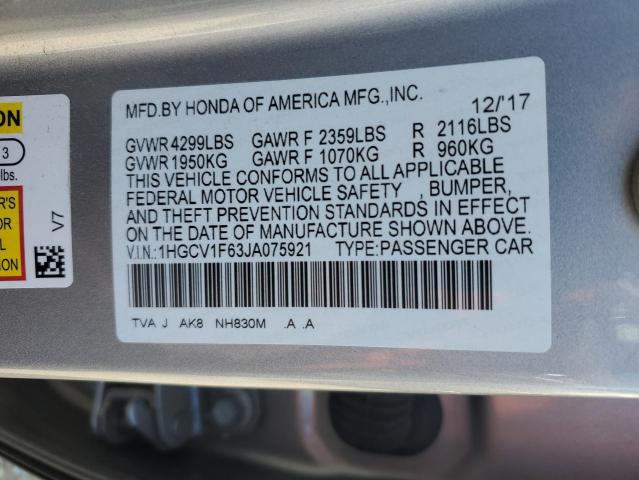 MFD.BY HONDA OF AMERICA MFG.,INC. 12/'17
GVWR 4299LBS GAWR F 2359LBS R 2116LBS
GVWR 1950KG GAWR F 1070KG R 960KG
THIS VEHICLE CONFORMS TO ALL APPLICABLE
FEDERAL MOTOR VEHICLE SAFETY , BUMPER,
AND THEFT PREVENTION STANDARDS IN EFFECT
ON THE DATE OF MANUFACTURE SHOWN ABOVE.
V.I.N.:1HGCV1F63JA075921 TYPE:PASSENGER CAR
TVA J AK8 NH830M .A .A
ON
3
lbs.
R'S
OR
L
V7